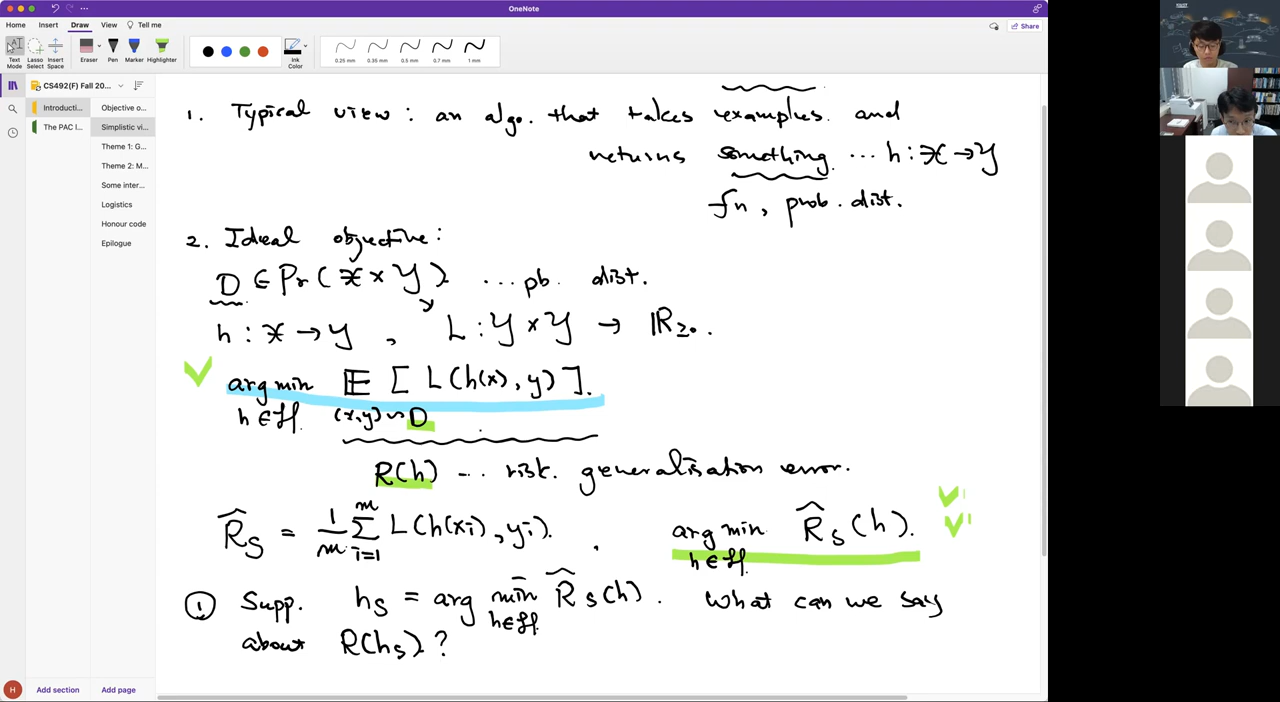 OneNote
Home Insert Draw View Tell me
Share
Text Mode
Lasso Select
Insert Space
Eraser
Pen
Marker
Highlighter
Ink Color
0.25 mm
0.35 mm
0.5 mm
0.7 mm
1 mm
CS492(F) Fall 20...
Introducti...
The PAC l...
Objective o...
Simplistic vi...
Theme 1: G...
Theme 2: M...
Some inter...
Logistics
Honour code
Epilogue
1. Typical view: an algo. that takes examples. and
returns something. ... h: 𝒳 → 𝒴
fn, prob. dist.
2. Ideal objective:
D ∈ Pr(𝒳 × 𝒴). ... pb. dist.
h: 𝒳 → 𝒴, L: 𝒴 × 𝒴 → ℝ≥0.
arg min 𝔼 [L(h(x), y)].
h∈ℋ. (x,y)~D
R(h) ... risk. generalisation error.
R̂_S = 1/m Σ_{i=1}^{m} L(h(xi), yi). , arg min R̂_S(h).
h∈ℋ.
① Supp. h_S = arg min R̂_S(h). What can we say
h∈ℋ.
about R(h_S).?
H
Add section
Add page